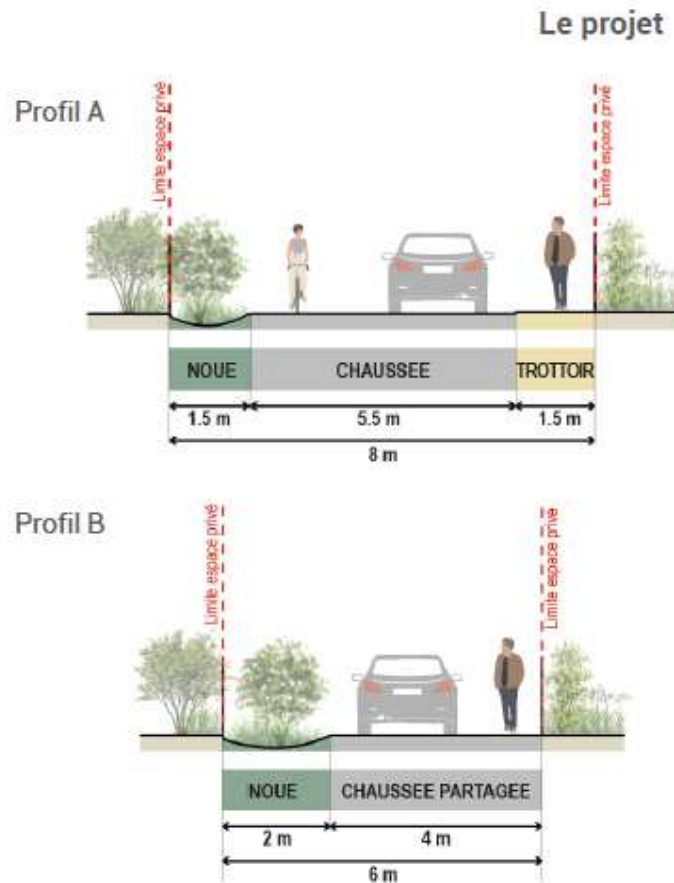 Le projet
Profil A
Limite espace privé
Limite espace privé
NOUE
CHAUSSEE
TROTTOIR
1.5 m
5.5 m
1.5 m
8 m
Profil B
Limite espace privé
Limite espace privé
NOUE
CHAUSSEE PARTAGEE
2 m
4 m
6 m